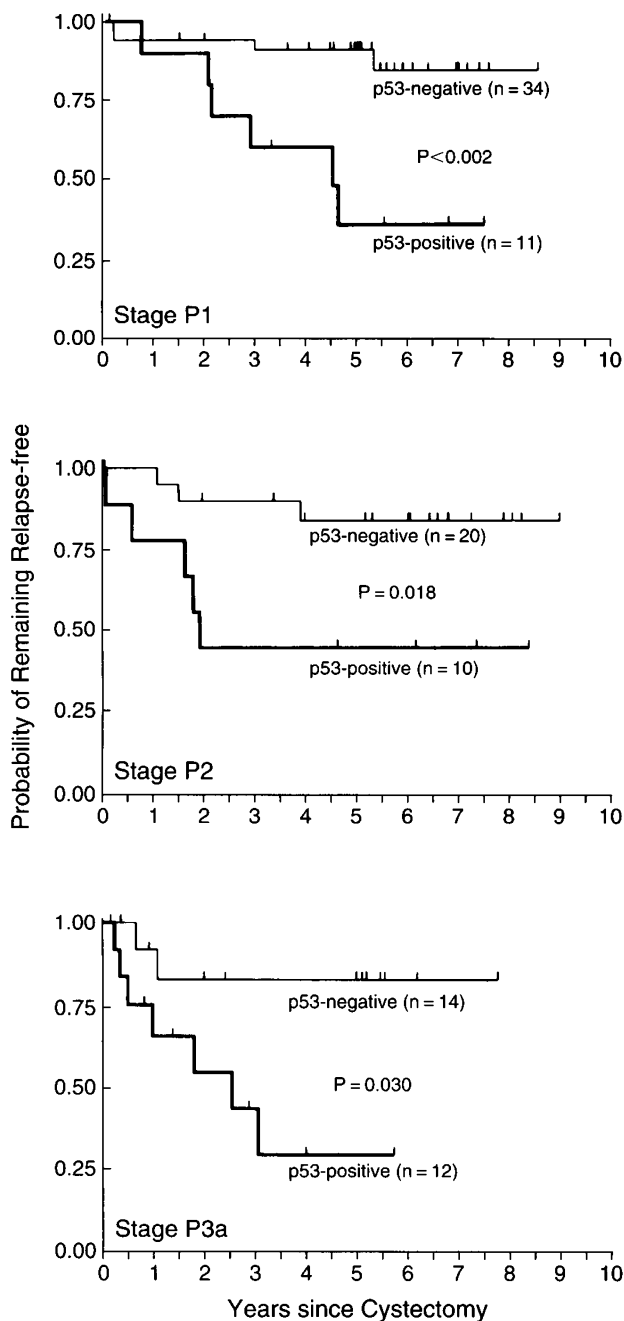 Probability of Remaining Relapse-free
1.00
0.75
0.50
0.25
0.00
p53-negative (n = 34)
P<0.002
p53-positive (n = 11)
Stage P1
0 1 2 3 4 5 6 7 8 9 10
1.00
0.75
0.50
0.25
0.00
p53-negative (n = 20)
P = 0.018
p53-positive (n = 10)
Stage P2
0 1 2 3 4 5 6 7 8 9 10
1.00
0.75
0.50
0.25
0.00
p53-negative (n = 14)
P = 0.030
p53-positive (n = 12)
Stage P3a
0 1 2 3 4 5 6 7 8 9 10
Years since Cystectomy